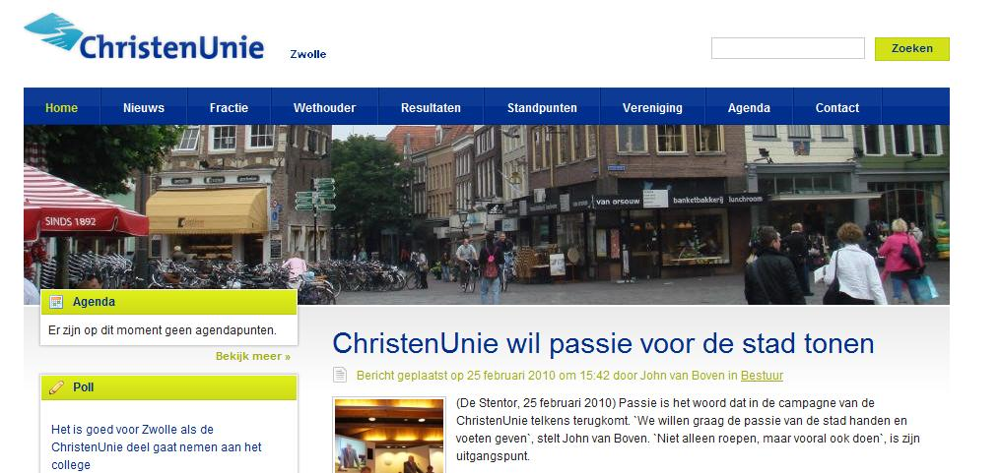 ChristenUnie
Zwolle
Zoeken
Home Nieuws Fractie Wethouder Resultaten Standpunten Vereniging Agenda Contact
SINDS 1892
van orsouw banketbakkerij lunchroom
Agenda
Er zijn op dit moment geen agendapunten.
Bekijk meer »
Poll
Het is goed voor Zwolle als de
ChristenUnie deel gaat nemen aan het
college
ChristenUnie wil passie voor de stad tonen
Bericht geplaatst op 25 februari 2010 om 15:42 door John van Boven in Bestuur
(De Stentor, 25 februari 2010) Passie is het woord dat in de campagne van de
ChristenUnie telkens terugkomt. `We willen graag de passie van de stad handen en
voeten geven`, stelt John van Boven. `Niet alleen roepen, maar vooral ook doen`, is zijn
uitgangspunt.